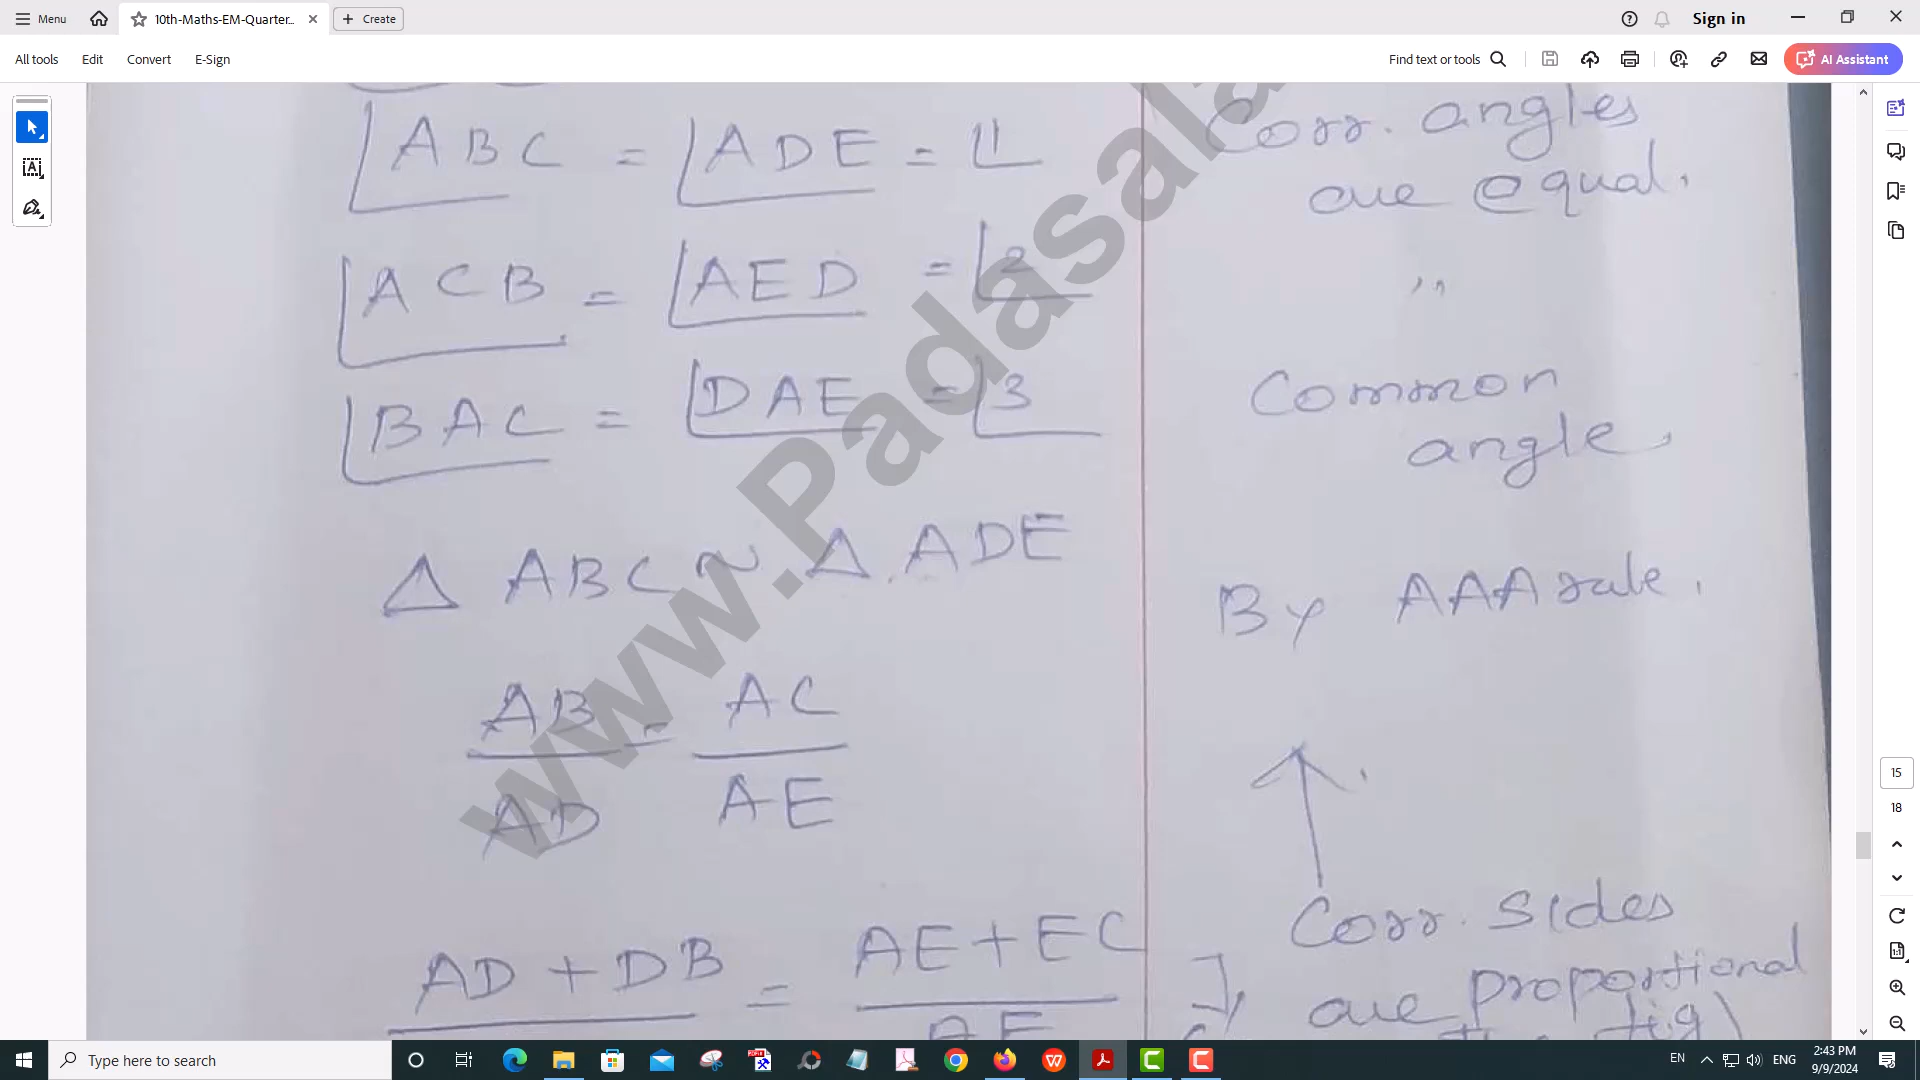 Menu
10th-Maths-EM-Quarter...
Create
Sign in
All tools
Edit
Convert
E-Sign
Find text or tools
AI Assistant
∠ABC = ∠ADE = ∠1
Corr. angles
are equal.
∠ACB = ∠AED = ∠2
"
∠BAC = ∠DAE = ∠3
Common
angle
Δ ABC ~ Δ ADE
By AAA rule.
AB/AD = AC/AE
Corr. sides
are proportional
AD + DB = AE + EC
AE
fig)
www.Padasala
15
18
Type here to search
EN
ENG
2:43 PM
9/9/2024